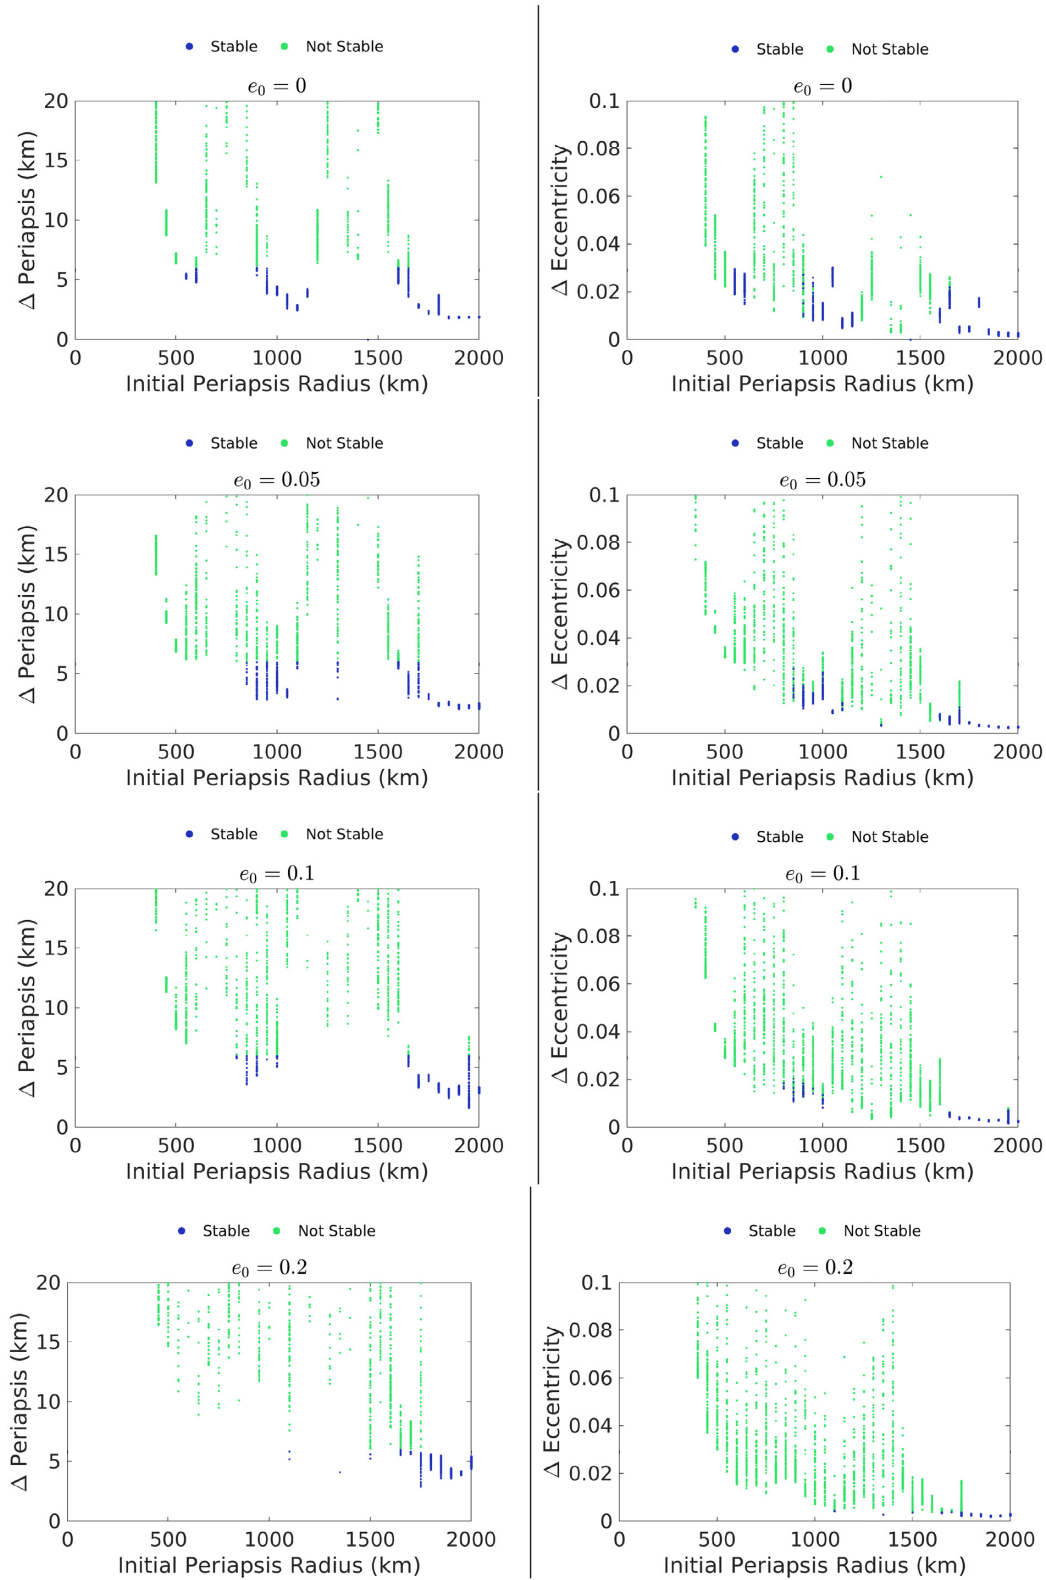 Stable Not Stable
e₀ = 0
Δ Periapsis (km)
20
15
10
5
0
0 500 1000 1500 2000
Initial Periapsis Radius (km)
Stable Not Stable
e₀ = 0
Δ Eccentricity
0.1
0.08
0.06
0.04
0.02
0
0 500 1000 1500 2000
Initial Periapsis Radius (km)
Stable Not Stable
e₀ = 0.05
Δ Periapsis (km)
20
15
10
5
0
0 500 1000 1500 2000
Initial Periapsis Radius (km)
Stable Not Stable
e₀ = 0.05
Δ Eccentricity
0.1
0.08
0.06
0.04
0.02
0
0 500 1000 1500 2000
Initial Periapsis Radius (km)
Stable Not Stable
e₀ = 0.1
Δ Periapsis (km)
20
15
10
5
0
0 500 1000 1500 2000
Initial Periapsis Radius (km)
Stable Not Stable
e₀ = 0.1
Δ Eccentricity
0.1
0.08
0.06
0.04
0.02
0
0 500 1000 1500 2000
Initial Periapsis Radius (km)
Stable Not Stable
e₀ = 0.2
Δ Periapsis (km)
20
15
10
5
0
0 500 1000 1500 2000
Initial Periapsis Radius (km)
Stable Not Stable
e₀ = 0.2
Δ Eccentricity
0.1
0.08
0.06
0.04
0.02
0
0 500 1000 1500 2000
Initial Periapsis Radius (km)